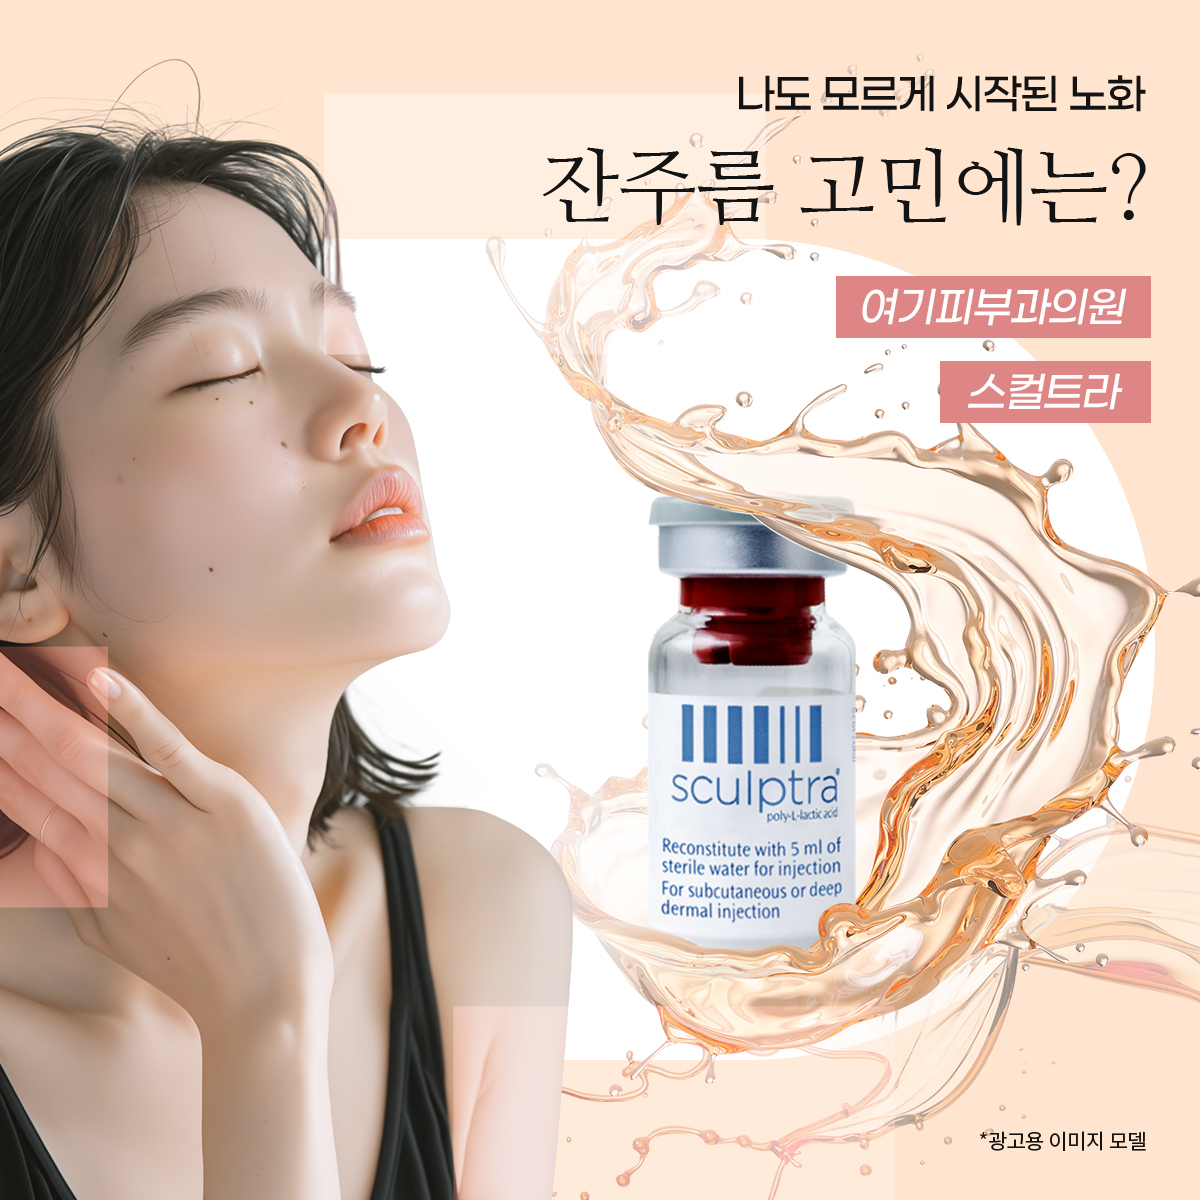 나도 모르게 시작된 노화
잔주름 고민에는?
여기피부과의원
스컬트라
sculptra
poly-L-lactic acid
Reconstitute with 5 ml of
sterile water for injection
For subcutaneous or deep
dermal injection
*광고용 이미지 모델